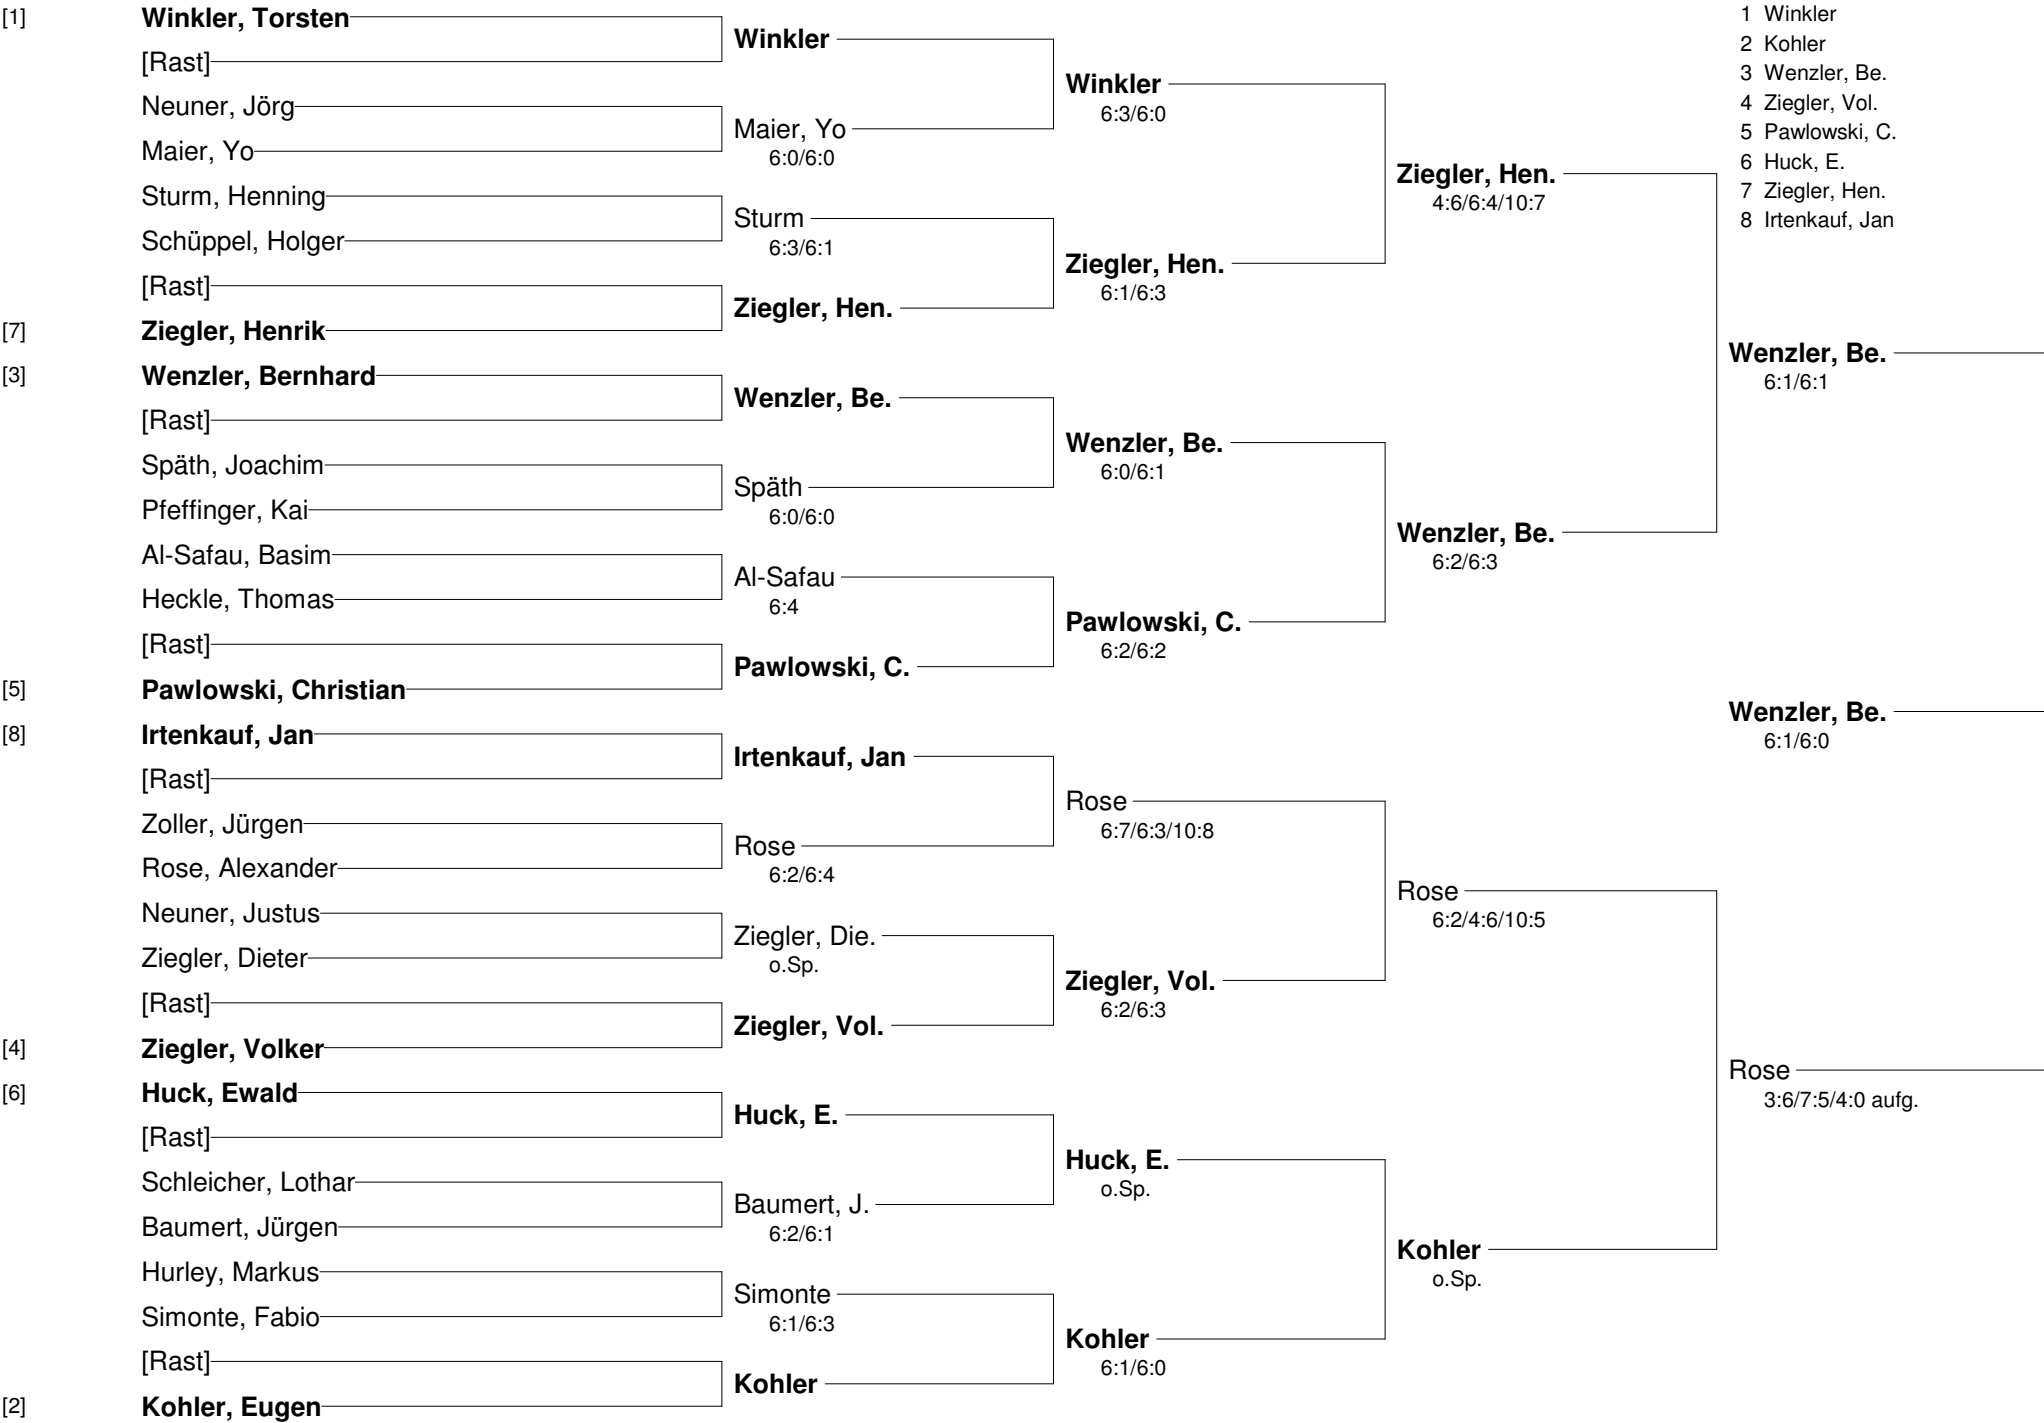 [1] Winkler, Torsten
[Rast]
Neuner, Jörg
Maier, Yo
Sturm, Henning
Schüppel, Holger
[Rast]
[7] Ziegler, Henrik
[3] Wenzler, Bernhard
[Rast]
Späth, Joachim
Pfeffinger, Kai
Al-Safau, Basim
Heckle, Thomas
[Rast]
[5] Pawlowski, Christian
[8] Irtenkauf, Jan
[Rast]
Zoller, Jürgen
Rose, Alexander
Neuner, Justus
Ziegler, Dieter
[Rast]
[4] Ziegler, Volker
[6] Huck, Ewald
[Rast]
Schleicher, Lothar
Baumert, Jürgen
Hurley, Markus
Simonte, Fabio
[Rast]
[2] Kohler, Eugen
Winkler
Maier, Yo
6:0/6:0
Sturm
6:3/6:1
Ziegler, Hen.
Wenzler, Be.
Späth
6:0/6:0
Al-Safau
6:4
Pawlowski, C.
Irtenkauf, Jan
Rose
6:2/6:4
Ziegler, Die.
o.Sp.
Ziegler, Vol.
Huck, E.
Baumert, J.
6:2/6:1
Simonte
6:1/6:3
Kohler
Winkler
6:3/6:0
Ziegler, Hen.
6:1/6:3
Wenzler, Be.
6:0/6:1
Pawlowski, C.
6:2/6:2
Rose
6:7/6:3/10:8
Ziegler, Vol.
6:2/6:3
Huck, E.
o.Sp.
Kohler
6:1/6:0
Ziegler, Hen.
4:6/6:4/10:7
Wenzler, Be.
6:2/6:3
Rose
6:2/4:6/10:5
Kohler
o.Sp.
1 Winkler
2 Kohler
3 Wenzler, Be.
4 Ziegler, Vol.
5 Pawlowski, C.
6 Huck, E.
7 Ziegler, Hen.
8 Irtenkauf, Jan
Wenzler, Be.
6:1/6:1
Wenzler, Be.
6:1/6:0
Rose
3:6/7:5/4:0 aufg.